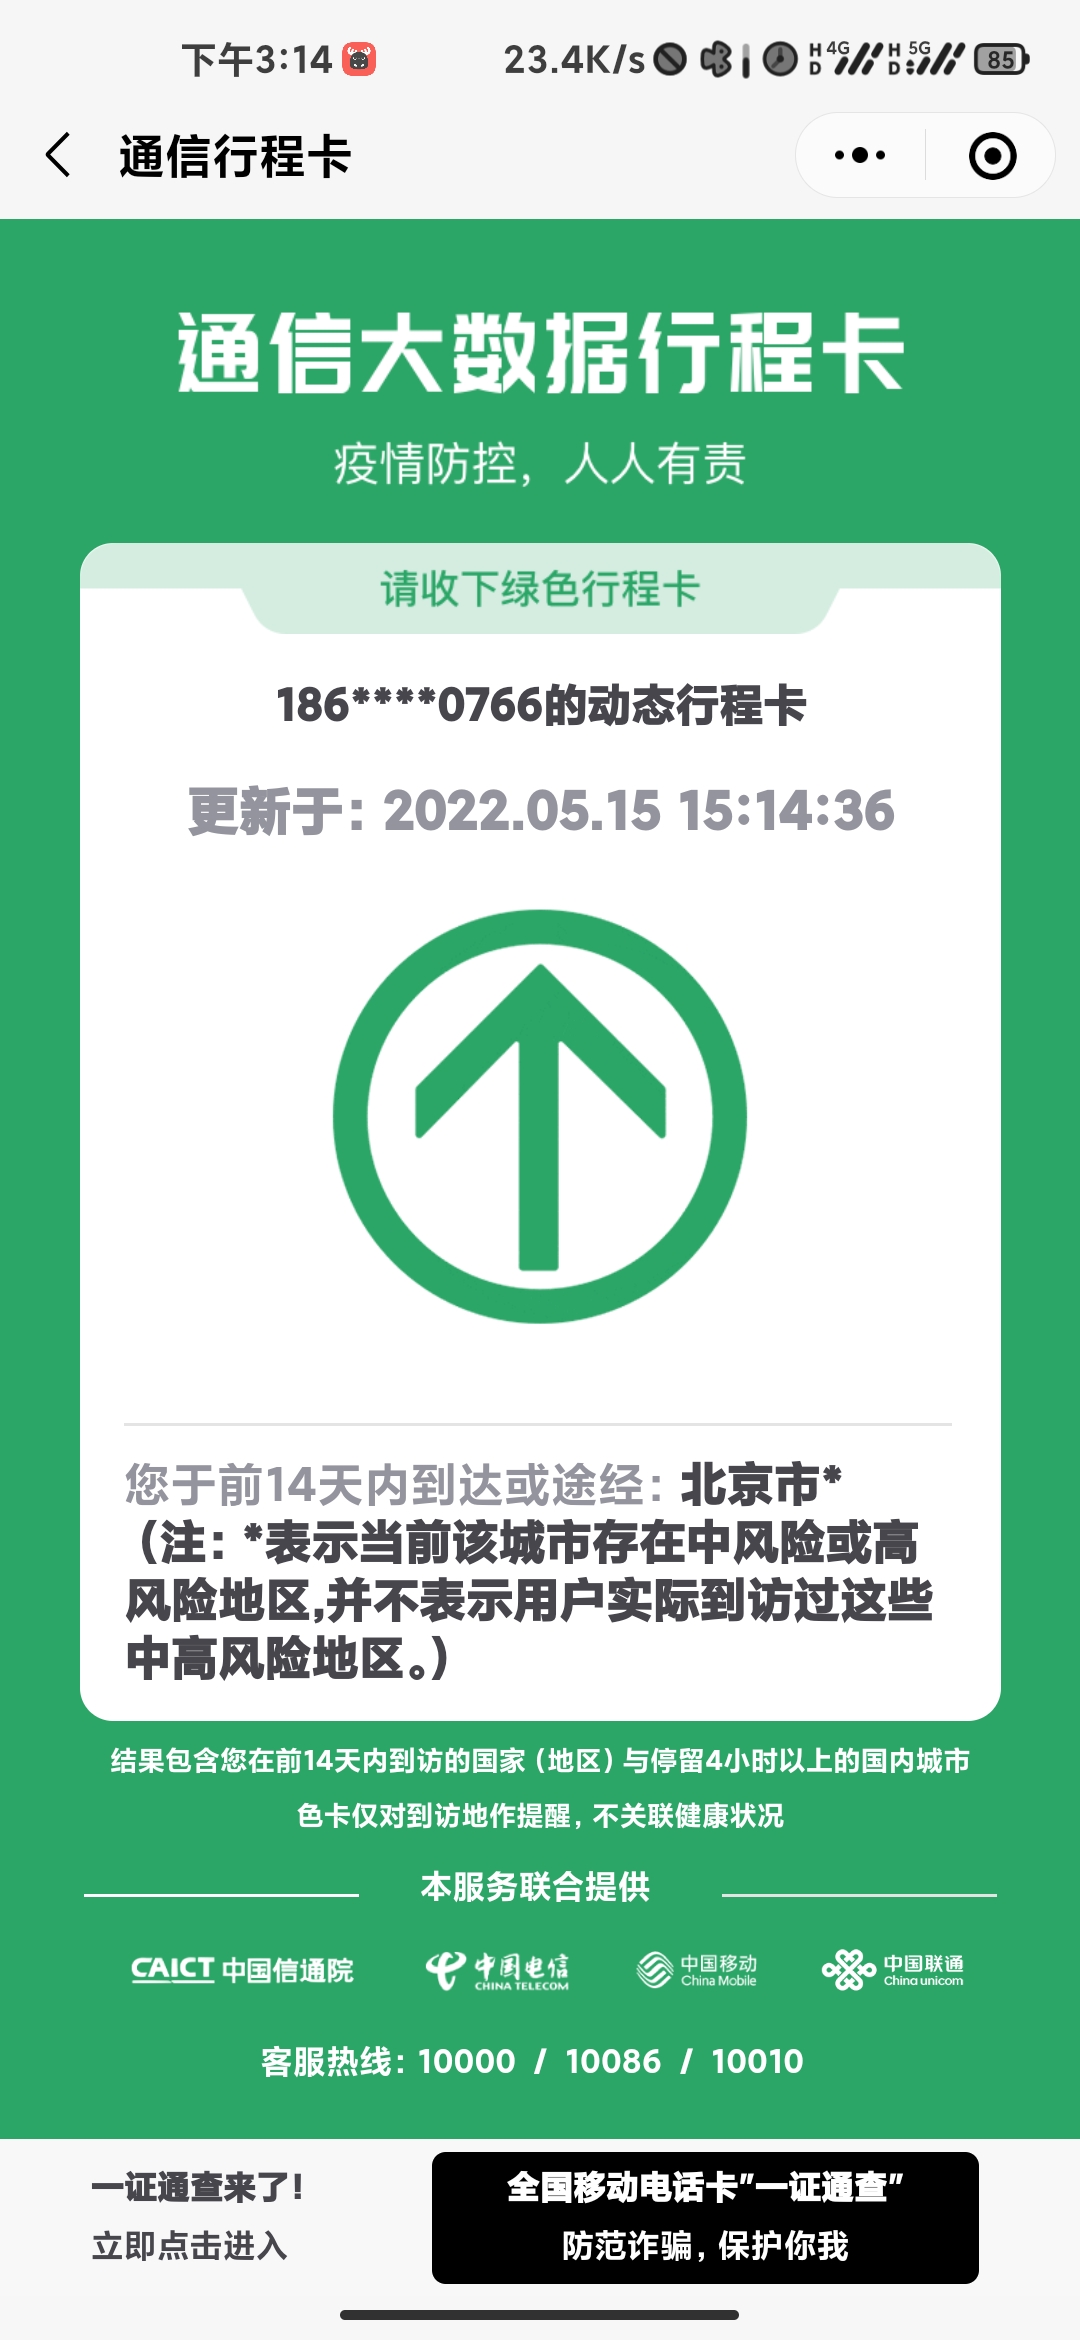 下午3:14
23.4K/s
HD 4G HD 5G 85
通信行程卡
通信大数据行程卡
疫情防控，人人有责
请收下绿色行程卡
186****0766的动态行程卡
更新于：2022.05.15 15:14:36
您于前14天内到达或途经：北京市*
（注：*表示当前该城市存在中风险或高
风险地区,并不表示用户实际到访过这些
中高风险地区。）
结果包含您在前14天内到访的国家（地区）与停留4小时以上的国内城市
色卡仅对到访地作提醒，不关联健康状况
本服务联合提供
CAICT 中国信通院
中国电信
CHINA TELECOM
中国移动
China Mobile
中国联通
China unicom
客服热线：10000 / 10086 / 10010
一证通查来了！
立即点击进入
全国移动电话卡"一证通查"
防范诈骗，保护你我